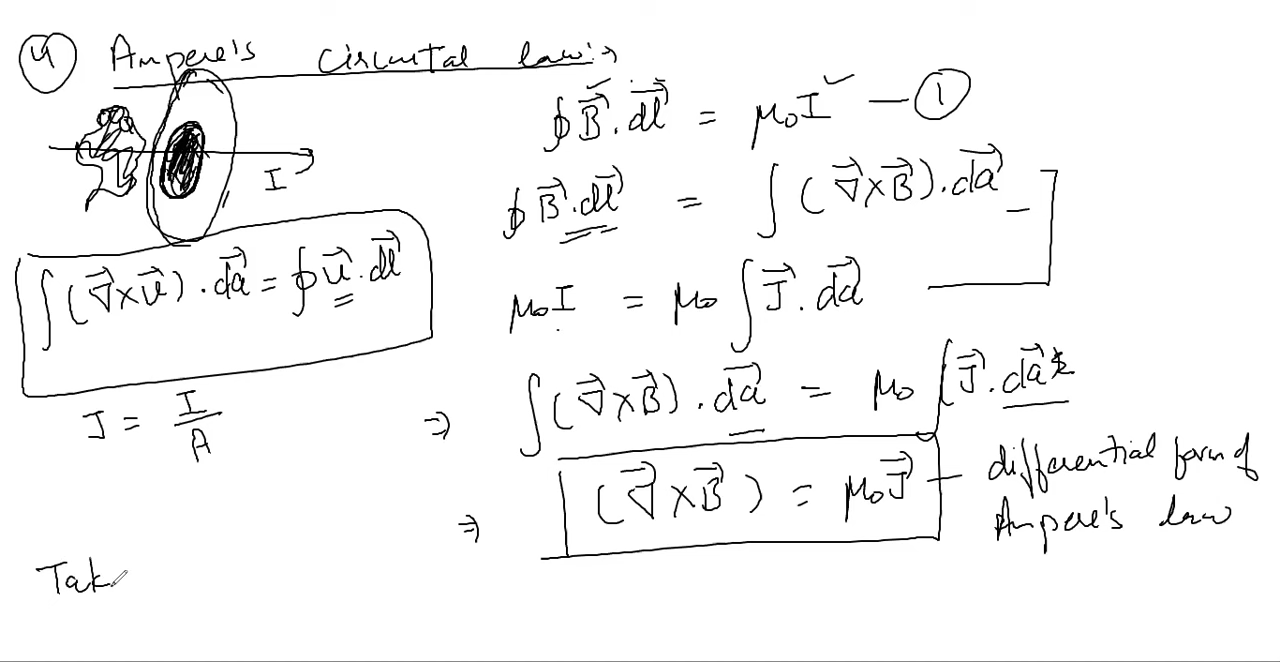 4 Ampere's Circuital law:→
∮ B⃗ . dl⃗ = μ₀I — ①
I
∮ B⃗ . dl⃗ = ∫ (∇⃗ × B⃗) . da⃗ —
∫ (∇⃗ × v⃗) . da⃗ = ∮ v⃗ . dl⃗
μ₀I = μ₀ ∫ J⃗ . da⃗
J = I/A
⇒ ∫ (∇⃗ × B⃗) . da⃗ = μ₀ ∫ J⃗ . da⃗
⇒ (∇⃗ × B⃗) = μ₀J⃗ — differential form of
Ampere's law
Tak